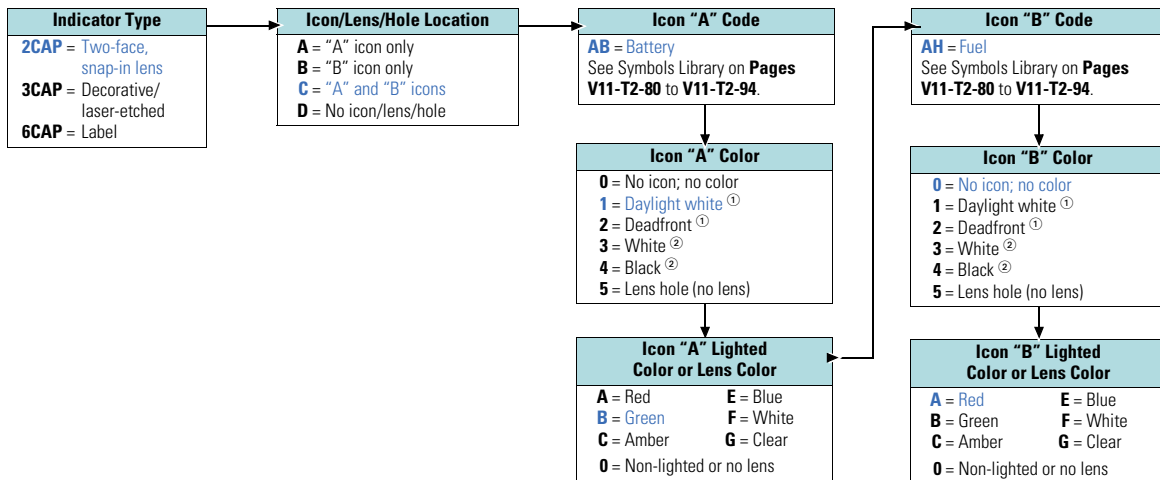 Indicator Type
2CAP = Two-face,
snap-in lens
3CAP = Decorative/
laser-etched
6CAP = Label
Icon/Lens/Hole Location
A = “A” icon only
B = “B” icon only
C = “A” and “B” icons
D = No icon/lens/hole
Icon “A” Code
AB = Battery
See Symbols Library on Pages
V11-T2-80 to V11-T2-94.
Icon “A” Color
0 = No icon; no color
1 = Daylight white ①
2 = Deadfront ①
3 = White ②
4 = Black ②
5 = Lens hole (no lens)
Icon “A” Lighted
Color or Lens Color
A = Red E = Blue
B = Green F = White
C = Amber G = Clear
0 = Non-lighted or no lens
Icon “B” Code
AH = Fuel
See Symbols Library on Pages
V11-T2-80 to V11-T2-94.
Icon “B” Color
0 = No icon; no color
1 = Daylight white ①
2 = Deadfront ①
3 = White ②
4 = Black ②
5 = Lens hole (no lens)
Icon “B” Lighted
Color or Lens Color
A = Red E = Blue
B = Green F = White
C = Amber G = Clear
0 = Non-lighted or no lens